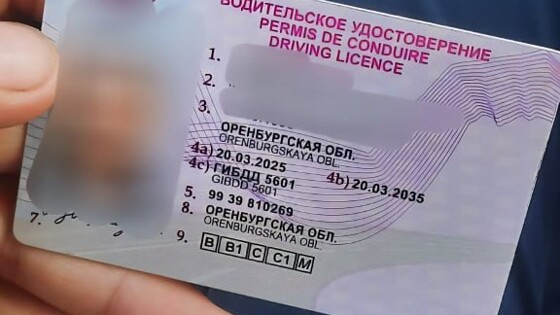 ВОДИТЕЛЬСКОЕ УДОСТОВЕРЕНИЕ
PERMIS DE CONDUIRE
DRIVING LICENCE
1.
2.
3.
ОРЕНБУРГСКАЯ ОБЛ.
ORENBURGSKAYA OBL.
4a) 20.03.2025 4b) 20.03.2035
4c) ГИБДД 5601
GIBDD 5601
5. 99 39 810269
8. ОРЕНБУРГСКАЯ ОБЛ.
ORENBURGSKAYA OBL.
7.
9. B B1 C C1 M